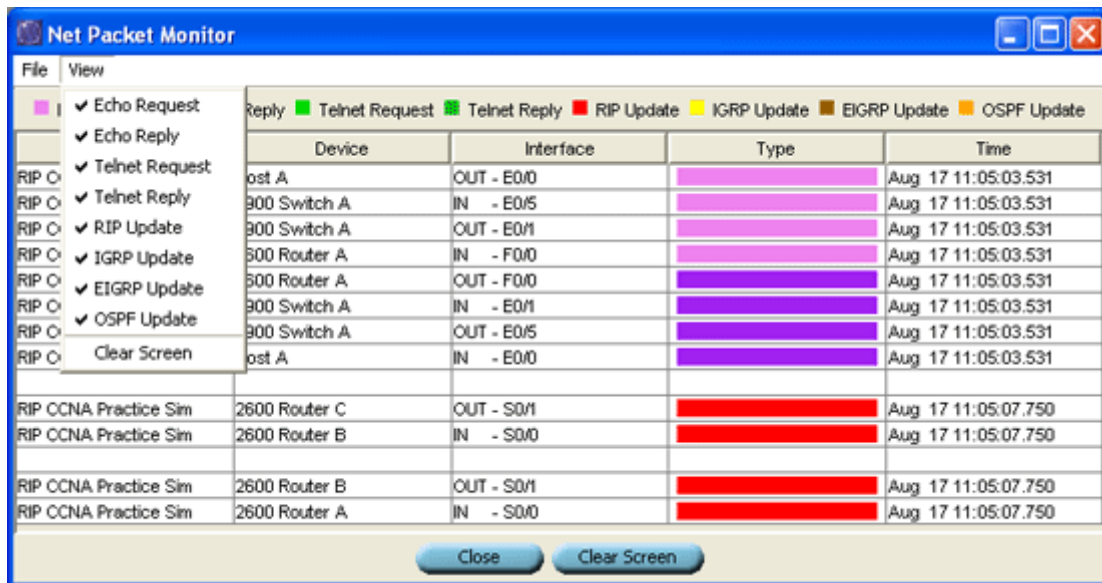 Net Packet Monitor
File View
Reply Telnet Request Telnet Reply RIP Update IGRP Update EIGRP Update OSPF Update
✔ Echo Request
✔ Echo Reply
✔ Telnet Request
✔ Telnet Reply
✔ RIP Update
✔ IGRP Update
✔ EIGRP Update
✔ OSPF Update
Clear Screen
Device Interface Type Time
RIP OUT - E0/0 Aug 17 11:05:03.531
RIP Switch A IN - E0/5 Aug 17 11:05:03.531
RIP Switch A OUT - E0/1 Aug 17 11:05:03.531
RIP Router A IN - F0/0 Aug 17 11:05:03.531
RIP Router A OUT - F0/0 Aug 17 11:05:03.531
RIP Switch A IN - E0/1 Aug 17 11:05:03.531
RIP Switch A OUT - E0/5 Aug 17 11:05:03.531
RIP A IN - E0/0 Aug 17 11:05:03.531
RIP CCNA Practice Sim 2600 Router C OUT - S0/1 Aug 17 11:05:07.750
RIP CCNA Practice Sim 2600 Router B IN - S0/0 Aug 17 11:05:07.750
RIP CCNA Practice Sim 2600 Router B OUT - S0/1 Aug 17 11:05:07.750
RIP CCNA Practice Sim 2600 Router A IN - S0/0 Aug 17 11:05:07.750
Close Clear Screen